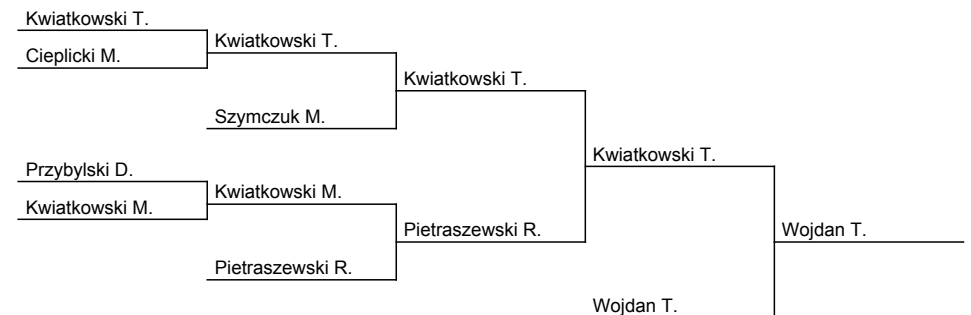 Kwiatkowski T.
Kwiatkowski T.
Cieplicki M.
Kwiatkowski T.
Szymczuk M.
Kwiatkowski T.
Przybylski D.
Kwiatkowski M.
Kwiatkowski M.
Pietraszewski R.
Wojdan T.
Pietraszewski R.
Wojdan T.